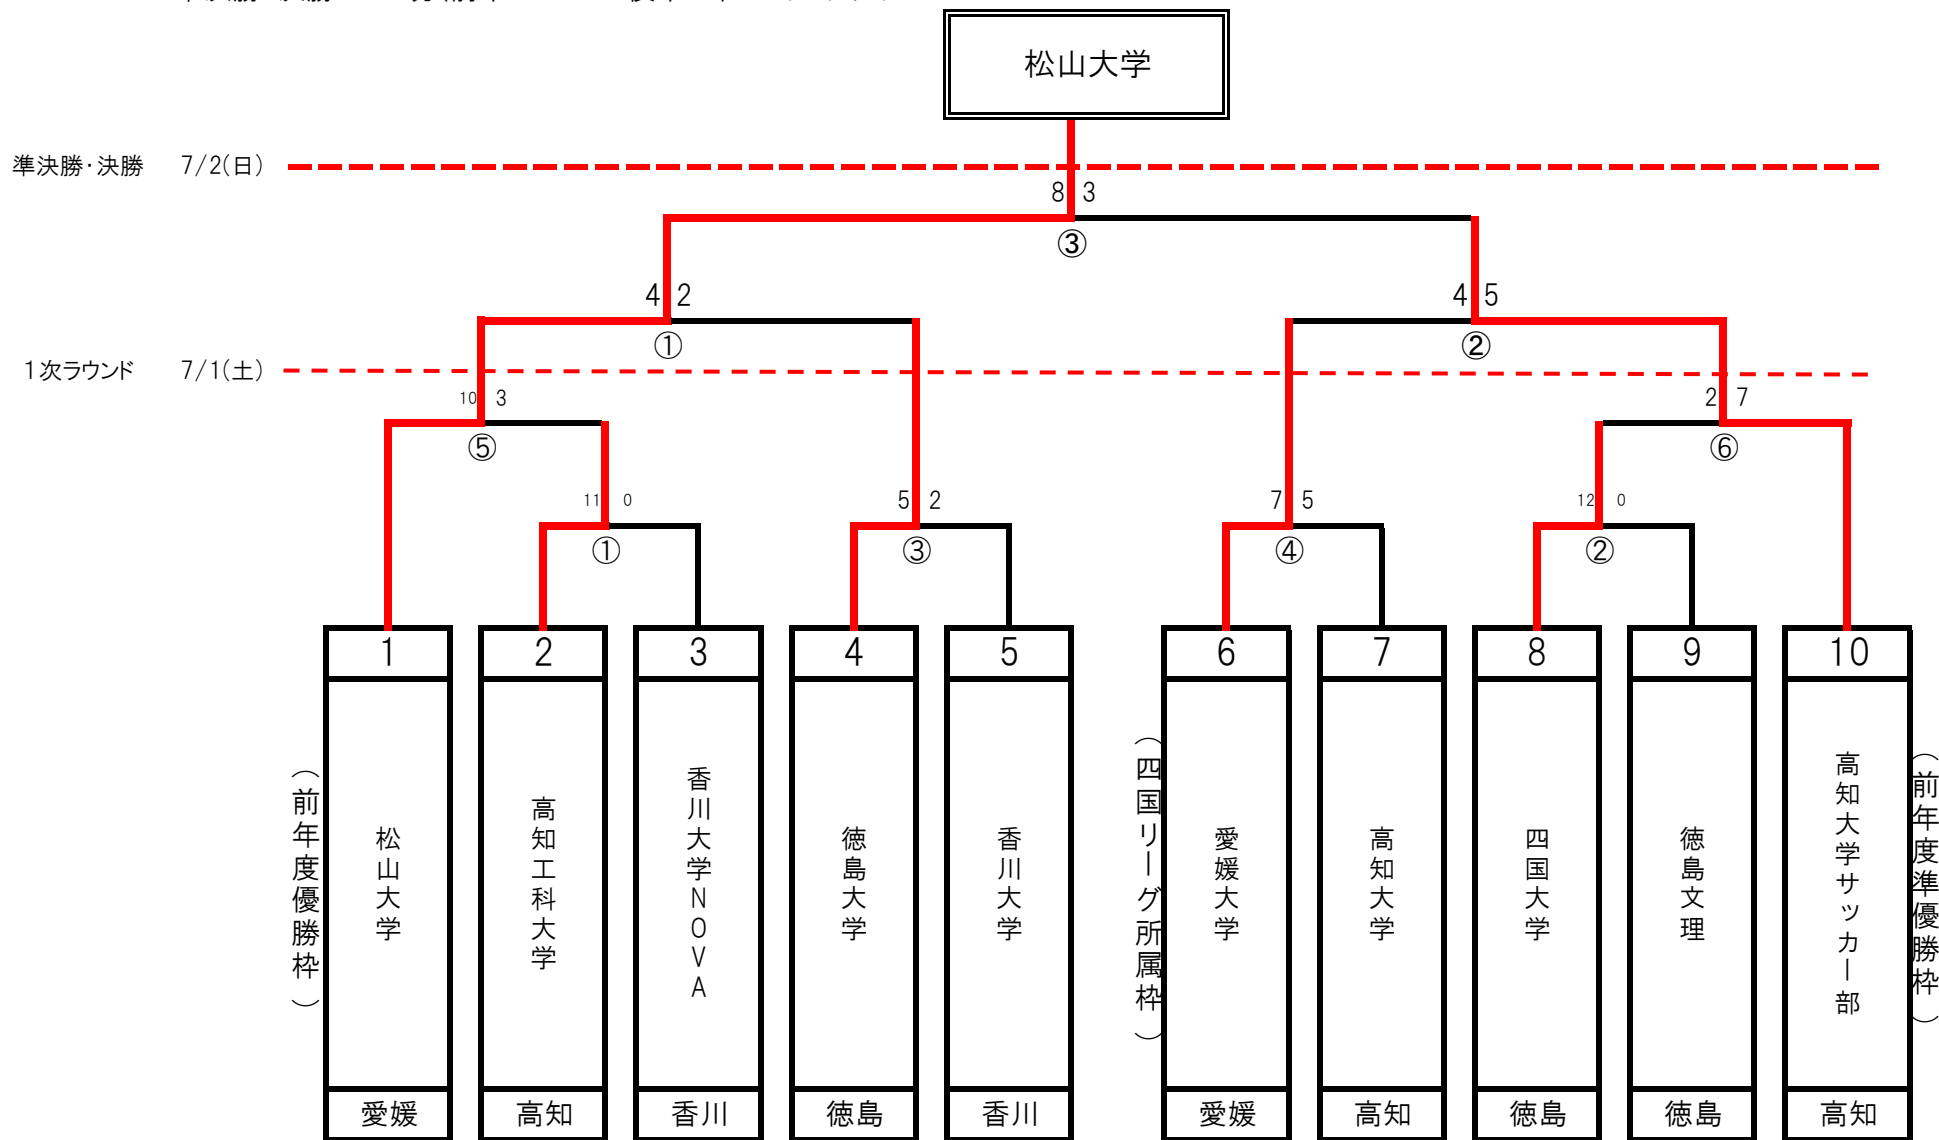 松山大学
準決勝・決勝 7/2(日)
8 3
③
4 2
4 5
①
②
1次ラウンド 7/1(土)
10 3
2 7
⑤
⑥
11 0
5 2
7 5
12 0
①
③
④
②
1 2 3 4 5 6 7 8 9 10
(前年度優勝枠)
松山大学
高知工科大学
香川大学NOVA
徳島大学
香川大学
(四国リーグ所属枠)
愛媛大学
高知大学
四国大学
徳島文理
高知大学サッカー部
(前年度準優勝枠)
愛媛 高知 香川 徳島 香川 愛媛 高知 徳島 徳島 高知